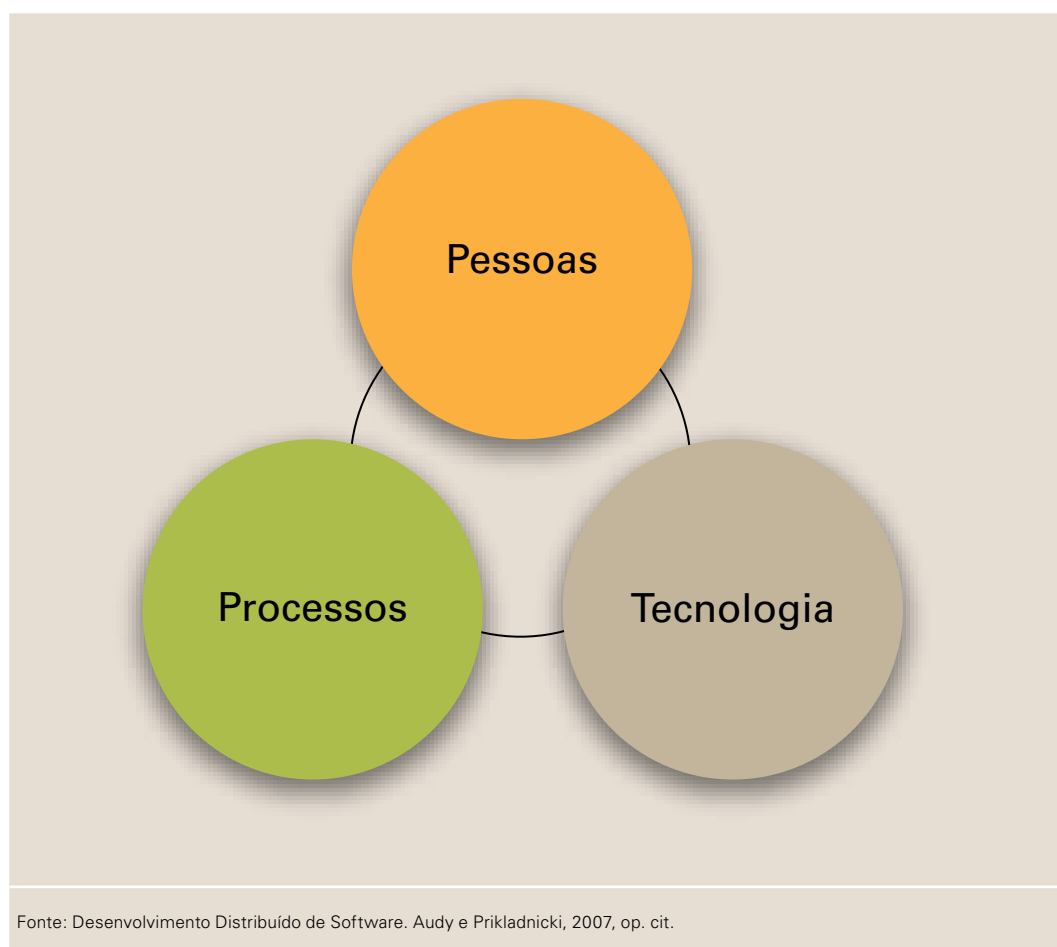 Pessoas
Processos
Tecnologia
Fonte: Desenvolvimento Distribuído de Software. Audy e Prikladnicki, 2007, op. cit.